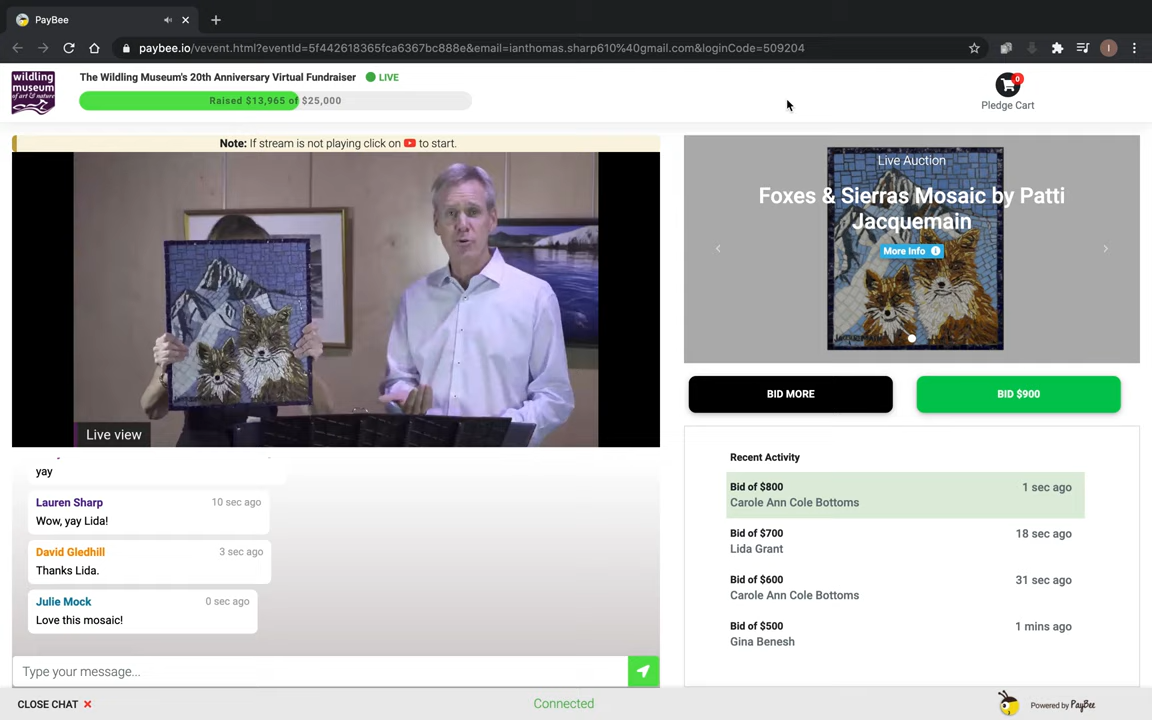 PayBee
paybee.io/vevent.html?eventId=5f442618365fca6367bc888e&email=ianthomas.sharp610%40gmail.com&loginCode=509204
I
wildling
museum
of art & nature
The Wildling Museum's 20th Anniversary Virtual Fundraiser
LIVE
Raised $13,965 of $25,000
0
Pledge Cart
Note: If stream is not playing click on to start.
Live view
Live Auction
Foxes & Sierras Mosaic by Patti
Jacquemain
More Info
BID MORE
BID $900
yay
Lauren Sharp 10 sec ago
Wow, yay Lida!
David Gledhill 3 sec ago
Thanks Lida.
Julie Mock 0 sec ago
Love this mosaic!
Type your message...
Recent Activity
Bid of $800 1 sec ago
Carole Ann Cole Bottoms
Bid of $700 18 sec ago
Lida Grant
Bid of $600 31 sec ago
Carole Ann Cole Bottoms
Bid of $500 1 mins ago
Gina Benesh
CLOSE CHAT
Connected
Powered by PayBee